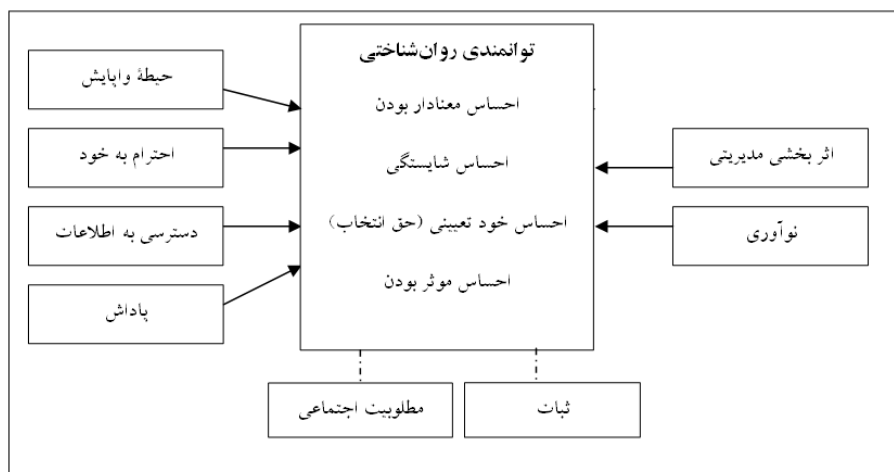 توانمندی روان‌شناختی
احساس معنادار بودن
احساس شایستگی
احساس خود تعیینی (حق انتخاب)
احساس موثر بودن
حیطهٔ واپایش
احترام به خود
دسترسی به اطلاعات
پاداش
اثر بخشی مدیریتی
نوآوری
ثبات
مطلوبیت اجتماعی